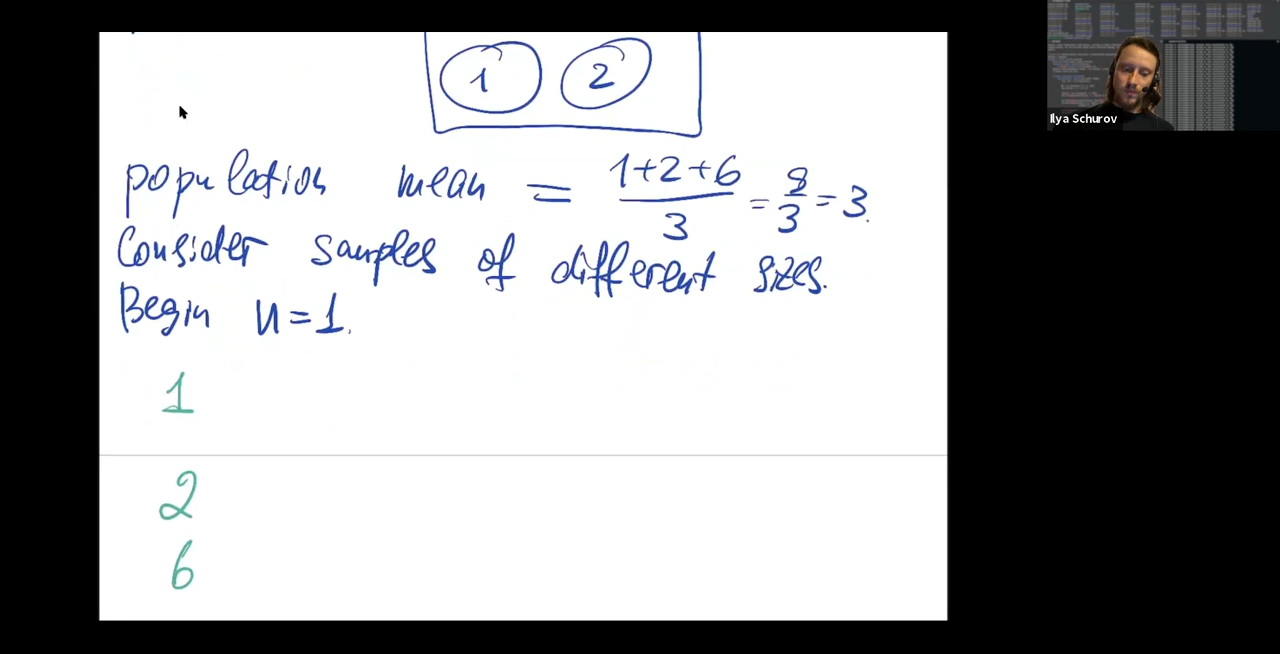 1 2
population mean = 1+2+6/3 = 9/3 = 3.
Consider samples of different sizes.
Begin n=1.
1
2
6
Ilya Schurov